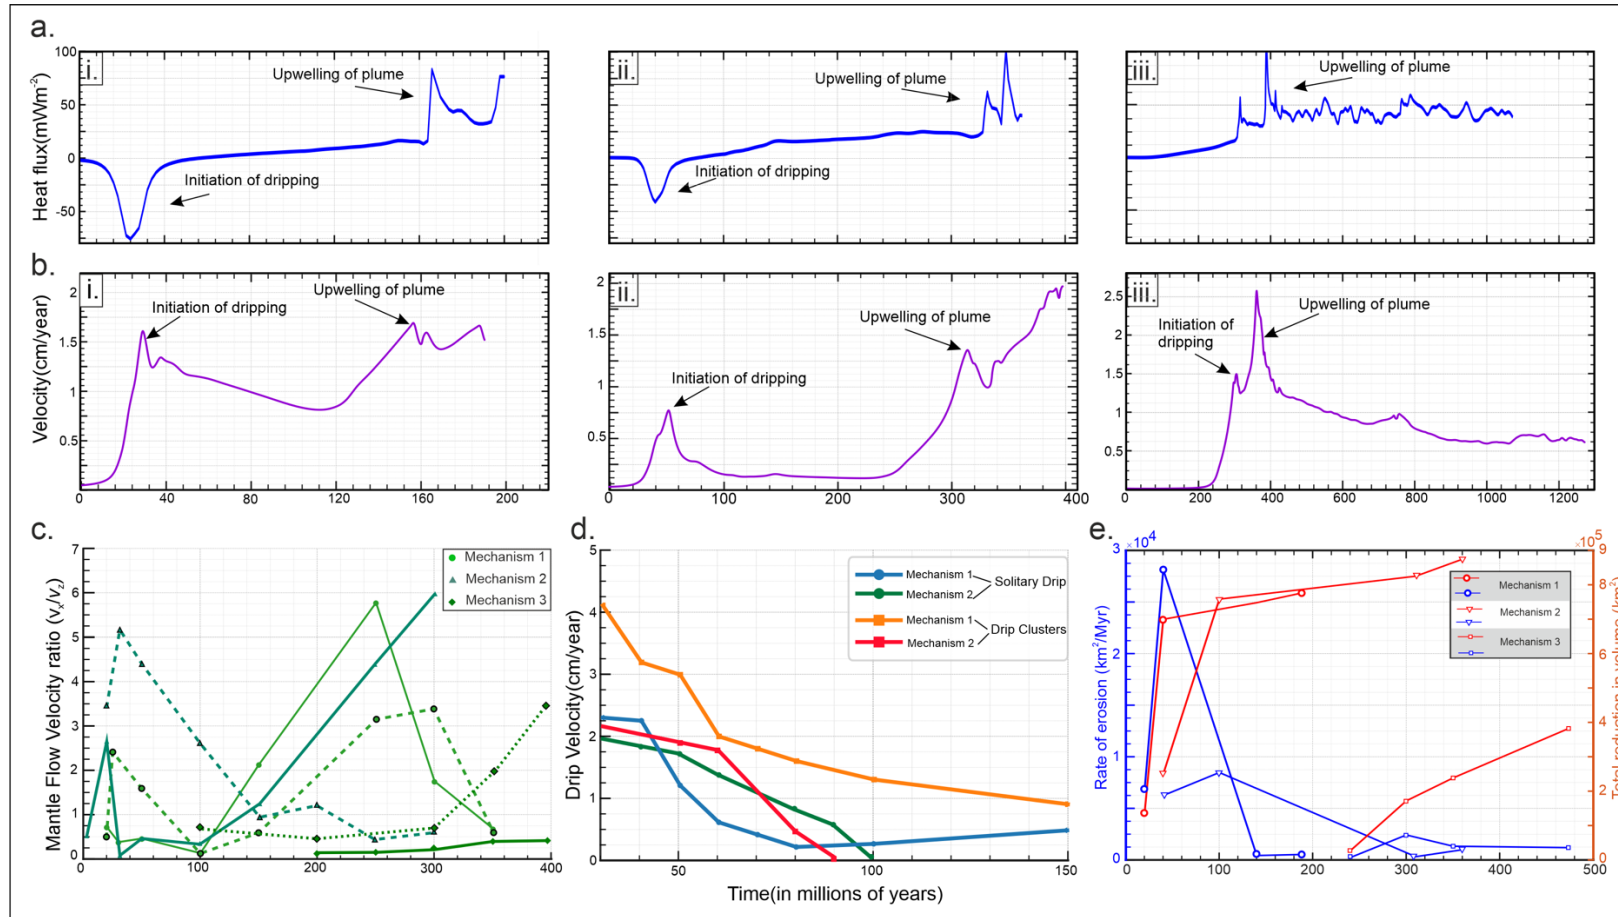 a.
Heat flux(mWm⁻²)
100
50
0
-50
i.
Upwelling of plume
Initiation of dripping
ii.
Upwelling of plume
Initiation of dripping
iii.
Upwelling of plume
b.
Velocity(cm/year)
2
1.5
1
0.5
i.
Initiation of dripping
Upwelling of plume
0 40 80 120 160 200
2
1.5
1
0.5
ii.
Upwelling of plume
Initiation of dripping
0 100 200 300 400
2.5
2
1.5
1
0.5
iii.
Initiation of
dripping
Upwelling of plume
0 200 400 600 800 1000 1200
c.
Mantle Flow Velocity ratio (vₓ/v_z)
7
6
5
4
3
2
1
0
Mechanism 1
Mechanism 2
Mechanism 3
0 100 200 300 400
d.
Drip Velocity(cm/year)
5
4
3
2
1
0
Mechanism 1
Mechanism 2
Solitary Drip
Mechanism 1
Mechanism 2
Drip Clusters
50 100 150
Time(in millions of years)
e.
×10⁴
Rate of erosion (km²/Myr)
3
2
1
0
Mechanism 1
Mechanism 2
Mechanism 3
×10⁵
Total reduction in volume (km²)
9
8
6
4
2
0
0 100 200 300 400 500